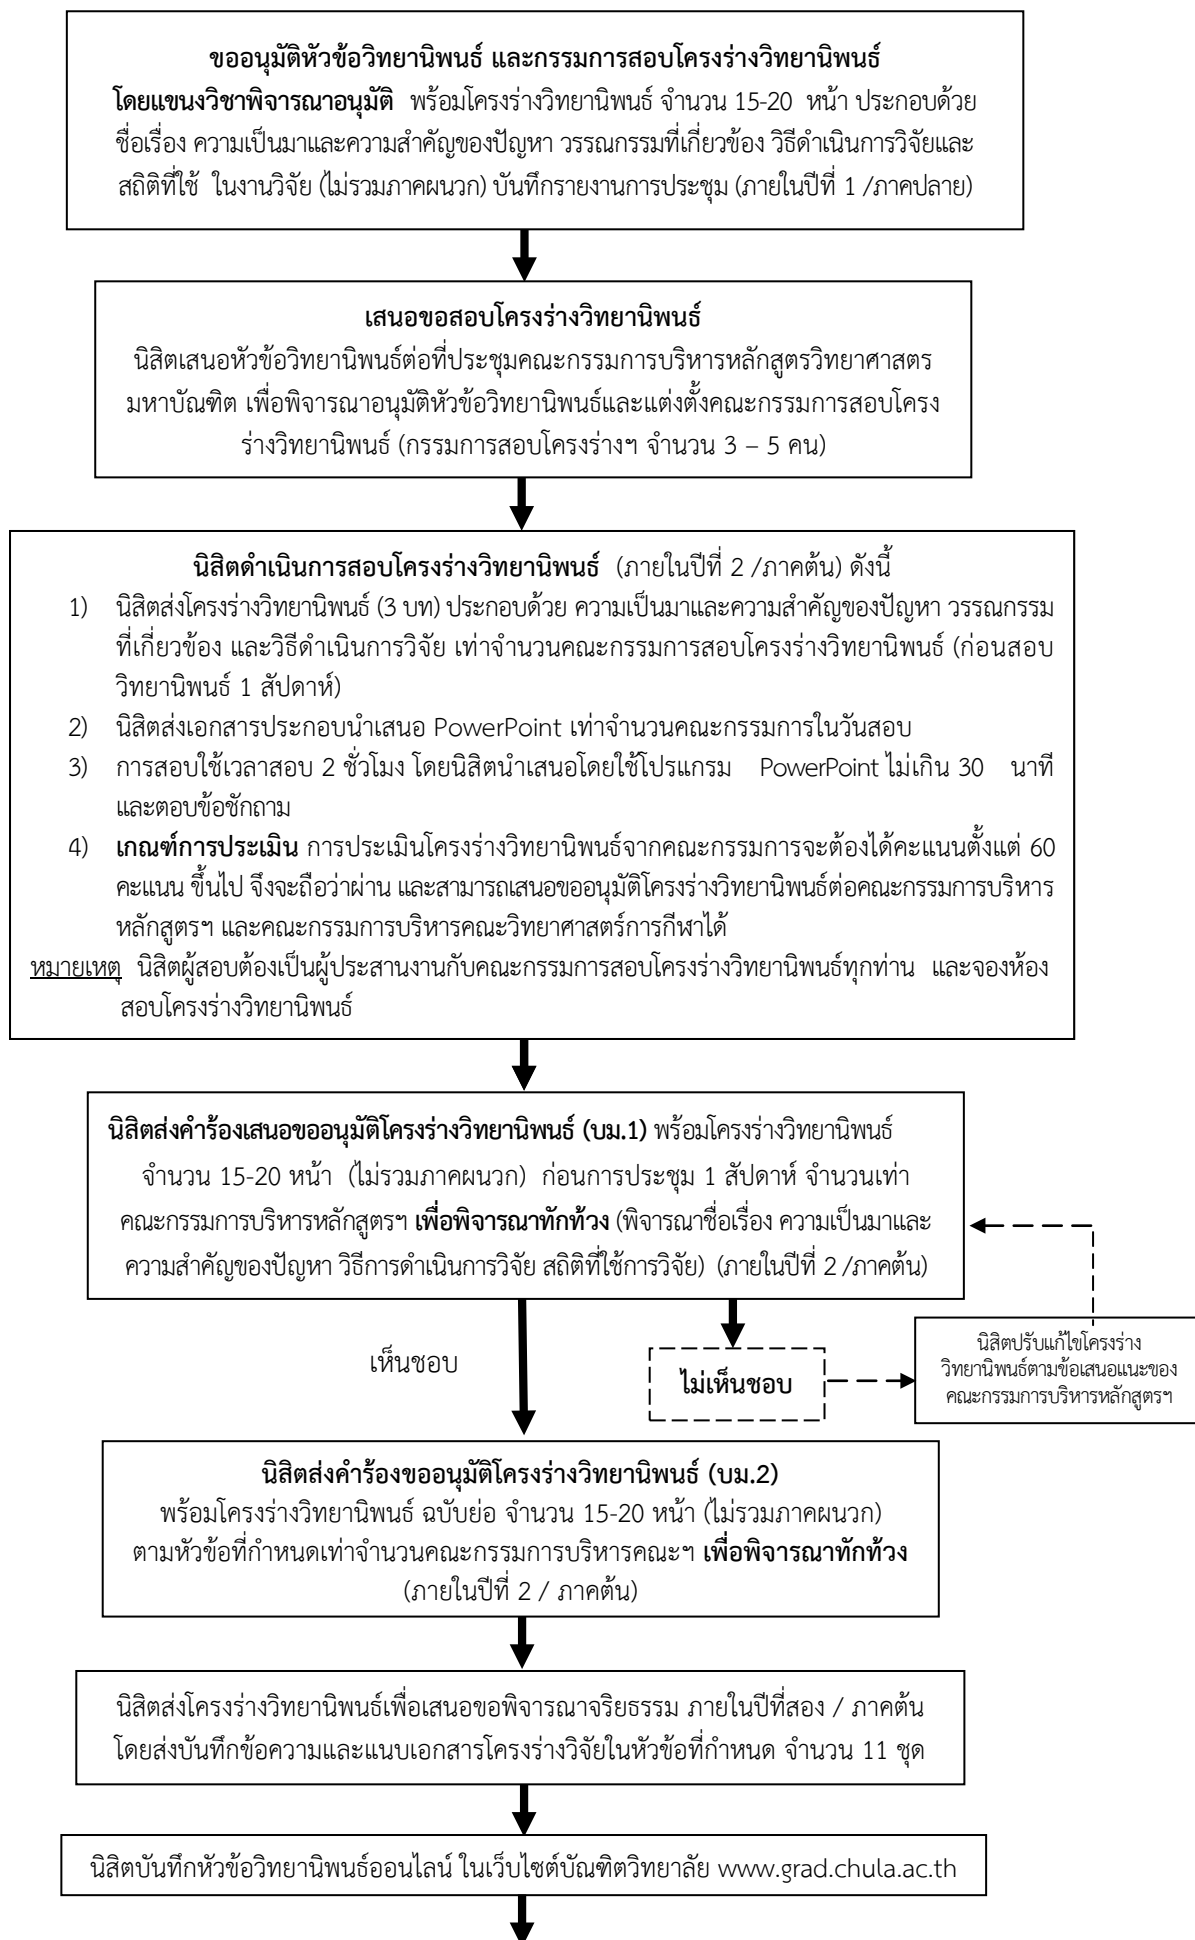 ขออนุมัติหัวข้อวิทยานิพนธ์ และกรรมการสอบโครงร่างวิทยานิพนธ์
โดยแขนงวิชาพิจารณาอนุมัติ พร้อมโครงร่างวิทยานิพนธ์ จำนวน 15-20 หน้า ประกอบด้วย
ชื่อเรื่อง ความเป็นมาและความสำคัญของปัญหา วรรณกรรมที่เกี่ยวข้อง วิธีดำเนินการวิจัยและ
สถิติที่ใช้ ในงานวิจัย (ไม่รวมภาคผนวก) บันทึกรายงานการประชุม (ภายในปีที่ 1 /ภาคปลาย)
เสนอขอสอบโครงร่างวิทยานิพนธ์
นิสิตเสนอหัวข้อวิทยานิพนธ์ต่อที่ประชุมคณะกรรมการบริหารหลักสูตรวิทยาศาสตร
มหาบัณฑิต เพื่อพิจารณาอนุมัติหัวข้อวิทยานิพนธ์และแต่งตั้งคณะกรรมการสอบโครง
ร่างวิทยานิพนธ์ (กรรมการสอบโครงร่างฯ จำนวน 3 – 5 คน)
นิสิตดำเนินการสอบโครงร่างวิทยานิพนธ์ (ภายในปีที่ 2 /ภาคต้น) ดังนี้
1) นิสิตส่งโครงร่างวิทยานิพนธ์ (3 บท) ประกอบด้วย ความเป็นมาและความสำคัญของปัญหา วรรณกรรม
ที่เกี่ยวข้อง และวิธีดำเนินการวิจัย เท่าจำนวนคณะกรรมการสอบโครงร่างวิทยานิพนธ์ (ก่อนสอบ
วิทยานิพนธ์ 1 สัปดาห์)
2) นิสิตส่งเอกสารประกอบนำเสนอ PowerPoint เท่าจำนวนคณะกรรมการในวันสอบ
3) การสอบใช้เวลาสอบ 2 ชั่วโมง โดยนิสิตนำเสนอโดยใช้โปรแกรม PowerPoint ไม่เกิน 30 นาที
และตอบข้อซักถาม
4) เกณฑ์การประเมิน การประเมินโครงร่างวิทยานิพนธ์จากคณะกรรมการจะต้องได้คะแนนตั้งแต่ 60
คะแนน ขึ้นไป จึงจะถือว่าผ่าน และสามารถเสนอขออนุมัติโครงร่างวิทยานิพนธ์ต่อคณะกรรมการบริหาร
หลักสูตรฯ และคณะกรรมการบริหารคณะวิทยาศาสตร์การกีฬาได้
หมายเหตุ นิสิตผู้สอบต้องเป็นผู้ประสานงานกับคณะกรรมการสอบโครงร่างวิทยานิพนธ์ทุกท่าน และจองห้อง
สอบโครงร่างวิทยานิพนธ์
นิสิตส่งคำร้องเสนอขออนุมัติโครงร่างวิทยานิพนธ์ (บม.1) พร้อมโครงร่างวิทยานิพนธ์
จำนวน 15-20 หน้า (ไม่รวมภาคผนวก) ก่อนการประชุม 1 สัปดาห์ จำนวนเท่า
คณะกรรมการบริหารหลักสูตรฯ เพื่อพิจารณาทักท้วง (พิจารณาชื่อเรื่อง ความเป็นมาและ
ความสำคัญของปัญหา วิธีการดำเนินการวิจัย สถิติที่ใช้การวิจัย) (ภายในปีที่ 2 /ภาคต้น)
เห็นชอบ
ไม่เห็นชอบ
นิสิตปรับแก้ไขโครงร่าง
วิทยานิพนธ์ตามข้อเสนอแนะของ
คณะกรรมการบริหารหลักสูตรฯ
นิสิตส่งคำร้องขออนุมัติโครงร่างวิทยานิพนธ์ (บม.2)
พร้อมโครงร่างวิทยานิพนธ์ ฉบับย่อ จำนวน 15-20 หน้า (ไม่รวมภาคผนวก)
ตามหัวข้อที่กำหนดเท่าจำนวนคณะกรรมการบริหารคณะฯ เพื่อพิจารณาทักท้วง
(ภายในปีที่ 2 / ภาคต้น)
นิสิตส่งโครงร่างวิทยานิพนธ์เพื่อเสนอขอพิจารณาจริยธรรม ภายในปีที่สอง / ภาคต้น
โดยส่งบันทึกข้อความและแนบเอกสารโครงร่างวิจัยในหัวข้อที่กำหนด จำนวน 11 ชุด
นิสิตบันทึกหัวข้อวิทยานิพนธ์ออนไลน์ ในเว็บไซต์บัณฑิตวิทยาลัย www.grad.chula.ac.th